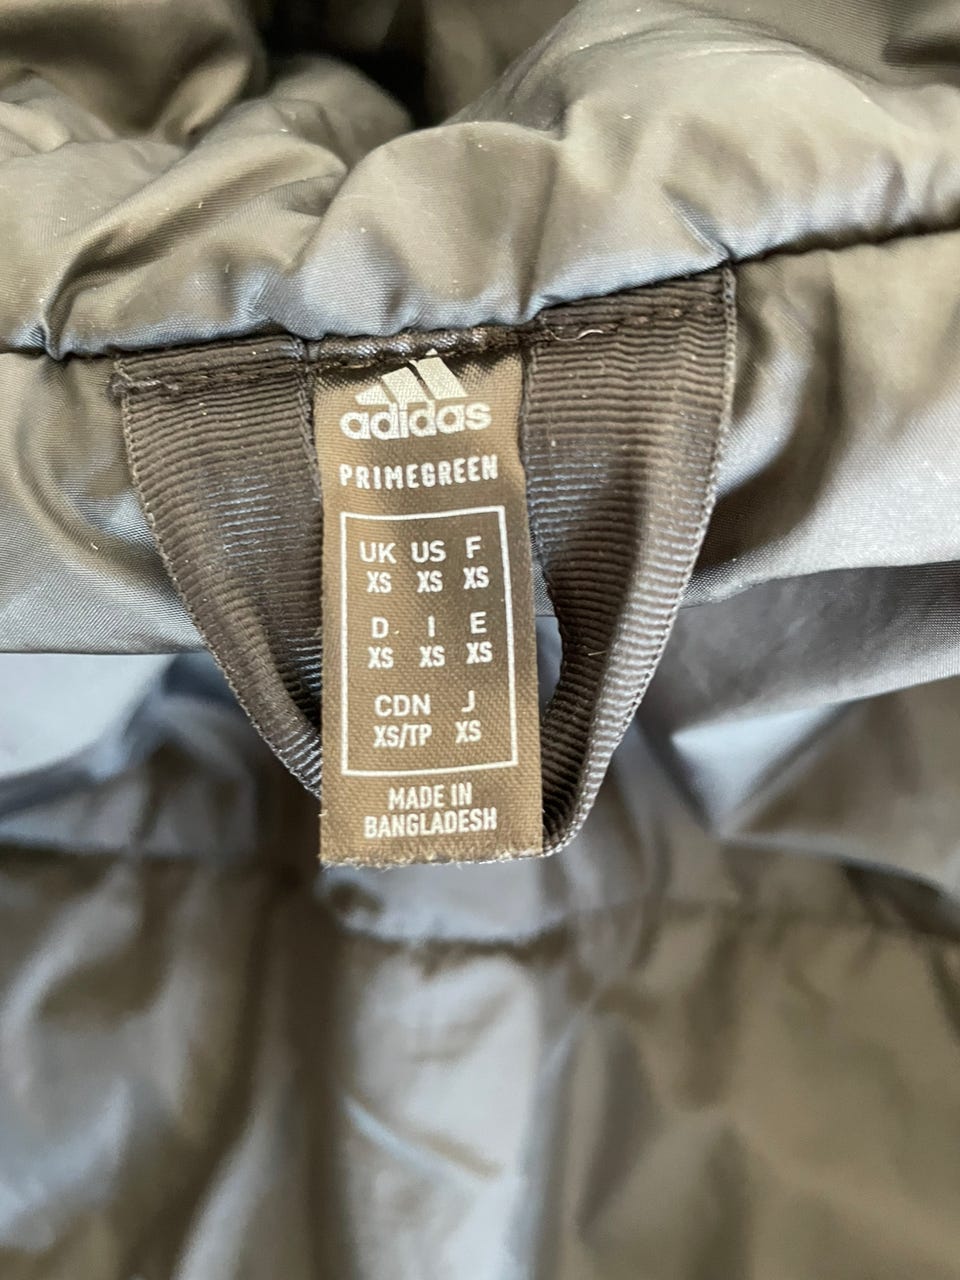 adidas
PRIMEGREEN
UK US F
XS XS XS
D I E
XS XS XS
CDN J
XS/TP XS
MADE IN
BANGLADESH